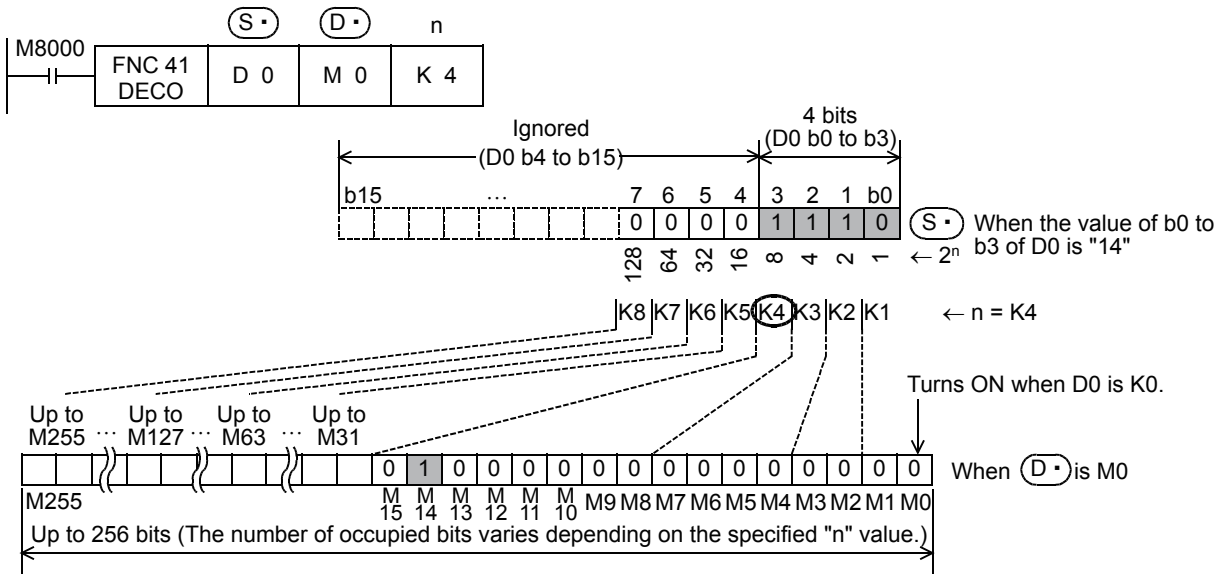 S· D· n
M8000
FNC 41
DECO
D 0 M 0 K 4
4 bits
(D0 b0 to b3)
Ignored
(D0 b4 to b15)
b15 ... 7 6 5 4 3 2 1 b0
0 0 0 0 1 1 1 0
S· When the value of b0 to
b3 of D0 is "14"
128 64 32 16 8 4 2 1 ← 2ⁿ
K8 K7 K6 K5 K4 K3 K2 K1 ← n = K4
Turns ON when D0 is K0.
Up to
M255 ... Up to
M127 ... Up to
M63 ... Up to
M31
0 1 0 0 0 0 0 0 0 0 0 0 0 0 0 0
When D· is M0
M255 M15 M14 M13 M12 M11 M10 M9 M8 M7 M6 M5 M4 M3 M2 M1 M0
Up to 256 bits (The number of occupied bits varies depending on the specified "n" value.)